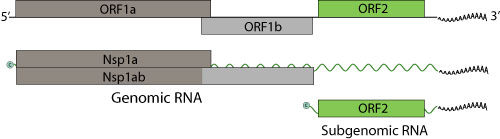 ORF1a
ORF2
5’
3’
ORF1b
Nsp1a
Nsp1ab
Genomic RNA
ORF2
Subgenomic RNA